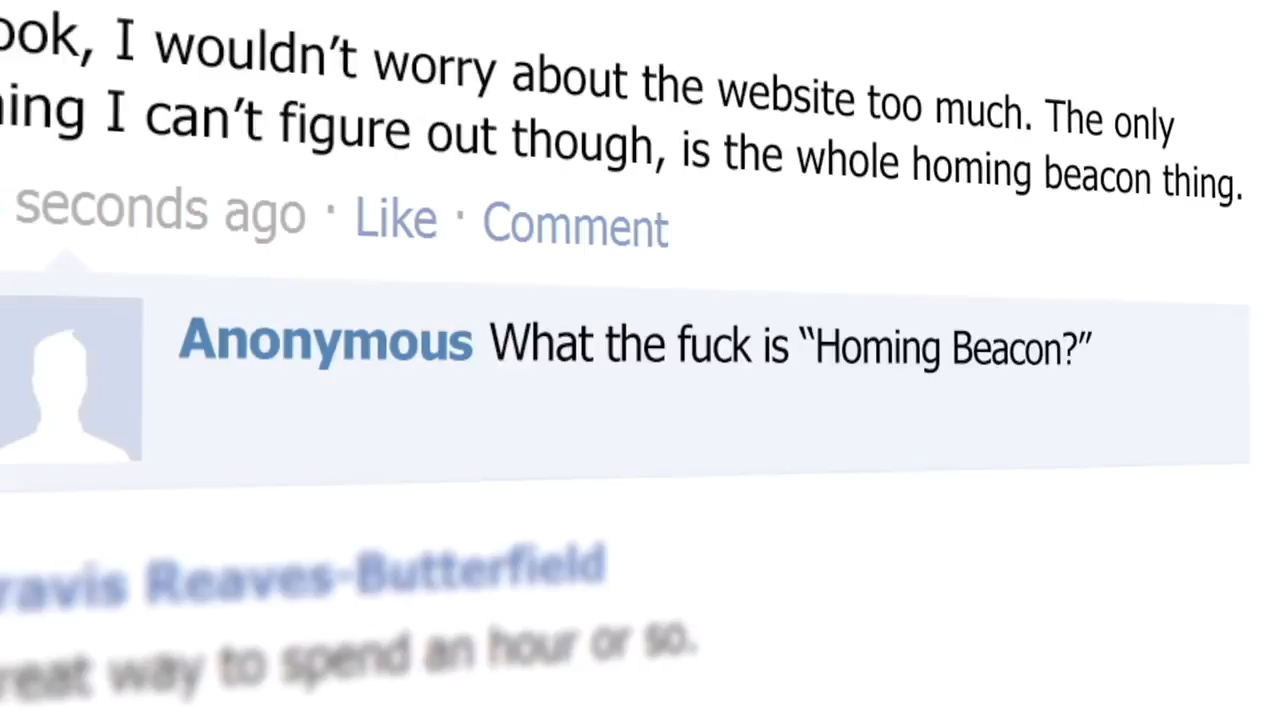 ook, I wouldn’t worry about the website too much. The only
ing I can’t figure out though, is the whole homing beacon thing.
seconds ago · Like · Comment
Anonymous What the fuck is “Homing Beacon?”
ravis Reaves-Butterfield
reat way to spend an hour or so.